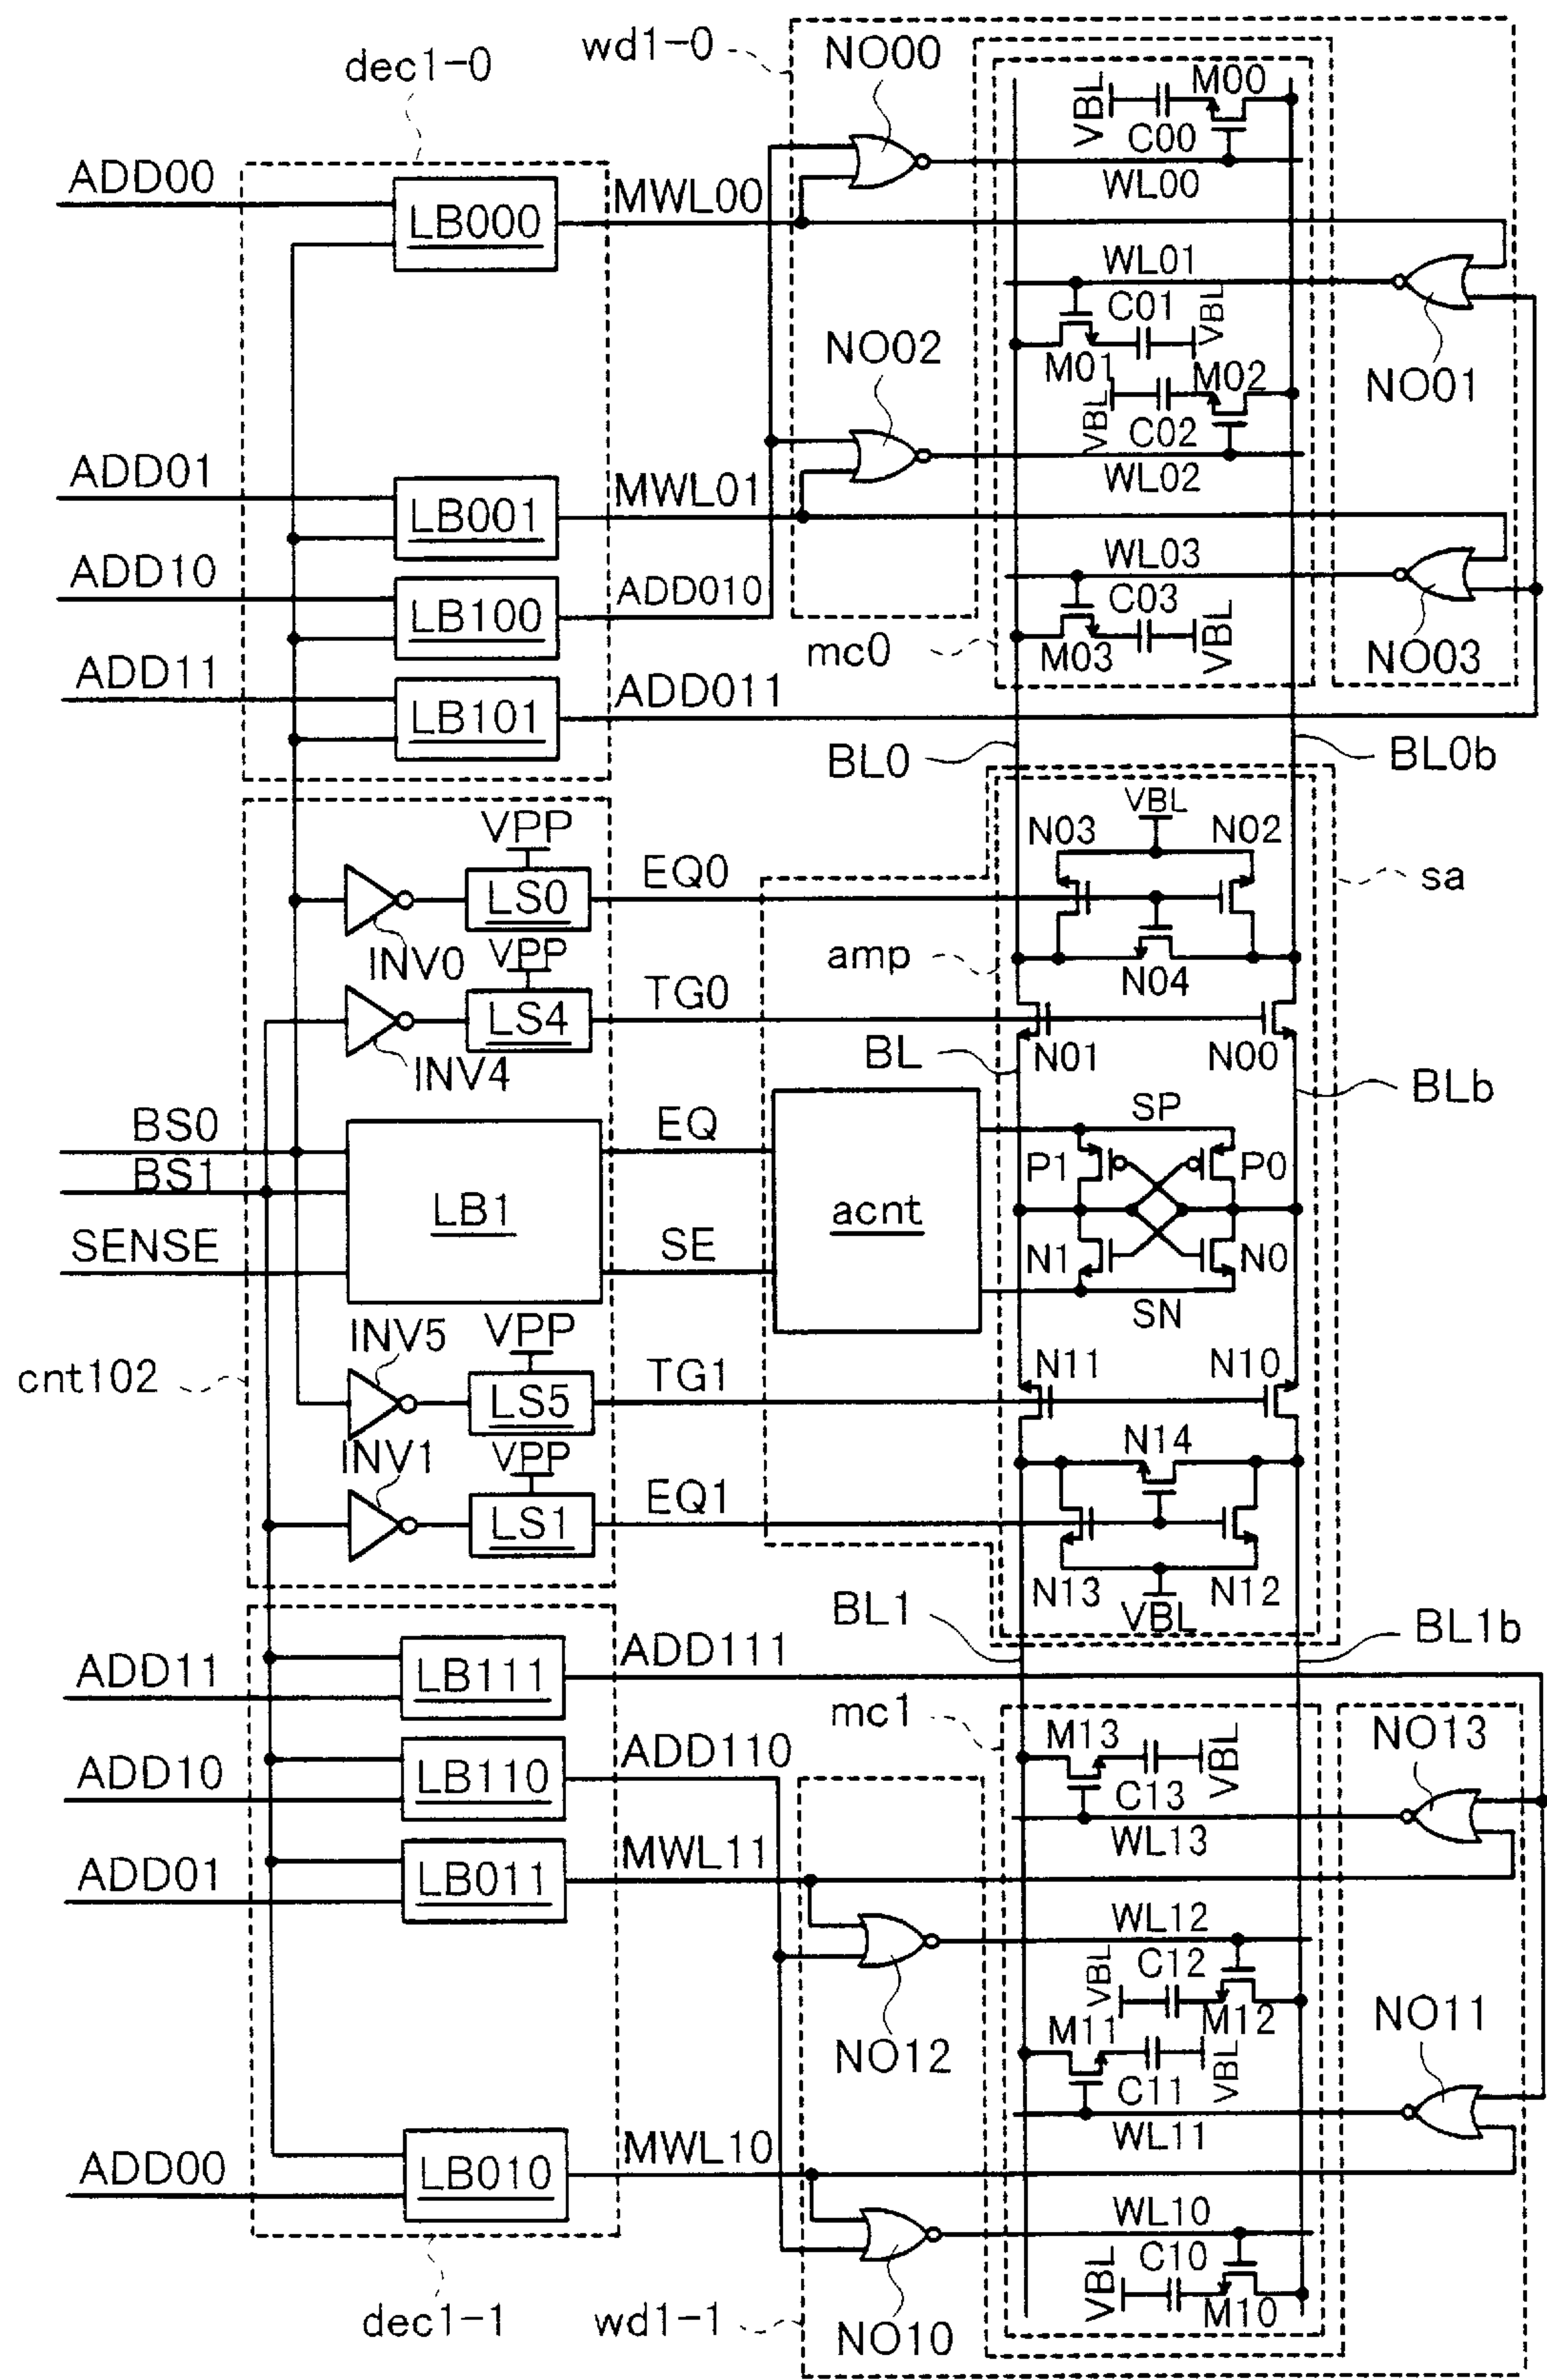 wd1-0
NO00
dec1-0
VBL
M00
C00
ADD00
LB000
MWL00
WL00
WL01
C01
VBL
NO02
M01
M02
NO01
VBL
C02
ADD01
LB001
MWL01
WL02
ADD10
LB100
ADD010
WL03
C03
mc0
M03
VBL
NO03
ADD11
LB101
ADD011
BL0
BL0b
VPP
VBL
N03
N02
LS0
EQ0
sa
INV0
VPP
amp
N04
LS4
TG0
INV4
BL
N01
N00
BLb
BS0
EQ
SP
BS1
P1
P0
LB1
acnt
SENSE
SE
N1
N0
SN
INV5
VPP
N11
N10
cnt102
LS5
TG1
INV1
VPP
N14
LS1
EQ1
N13
N12
BL1
VBL
BL1b
ADD11
LB111
ADD111
mc1
M13
VBL
NO13
ADD10
LB110
ADD110
C13
WL13
ADD01
LB011
MWL11
WL12
VBL
C12
M12
M11
NO11
NO12
C11
VBL
WL11
ADD00
LB010
MWL10
WL10
C10
VBL
M10
dec1-1
wd1-1
NO10